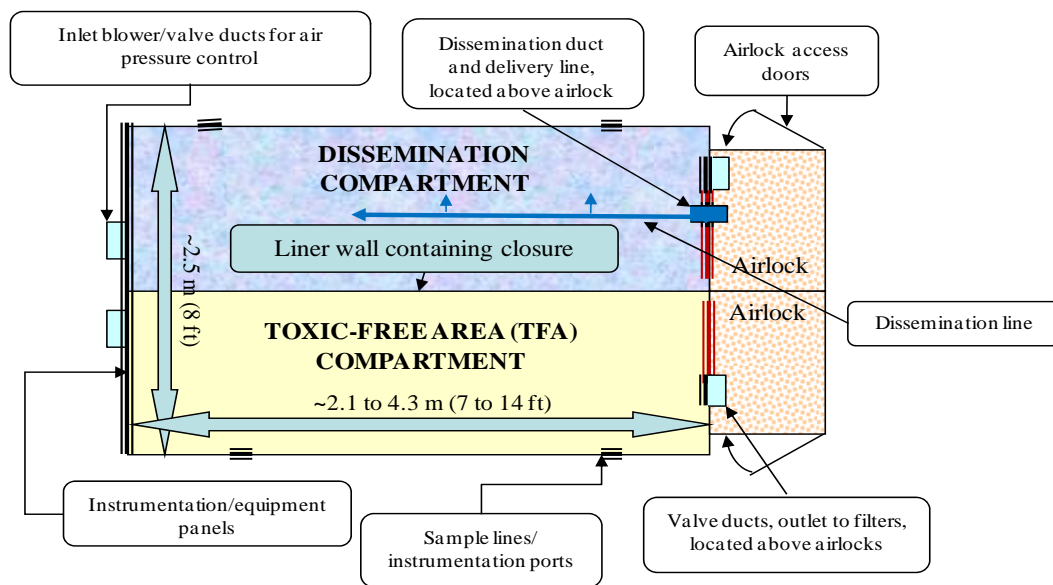 Inlet blower/valve ducts for air
pressure control
Dissemination duct
and delivery line,
located above airlock
Airlock access
doors
DISSEMINATION
COMPARTMENT
Liner wall containing closure
~2.5 m (8 ft)
Airlock
Airlock
TOXIC-FREE AREA (TFA)
COMPARTMENT
~2.1 to 4.3 m (7 to 14 ft)
Dissemination line
Instrumentation/equipment
panels
Sample lines/
instrumentation ports
Valve ducts, outlet to filters,
located above airlocks